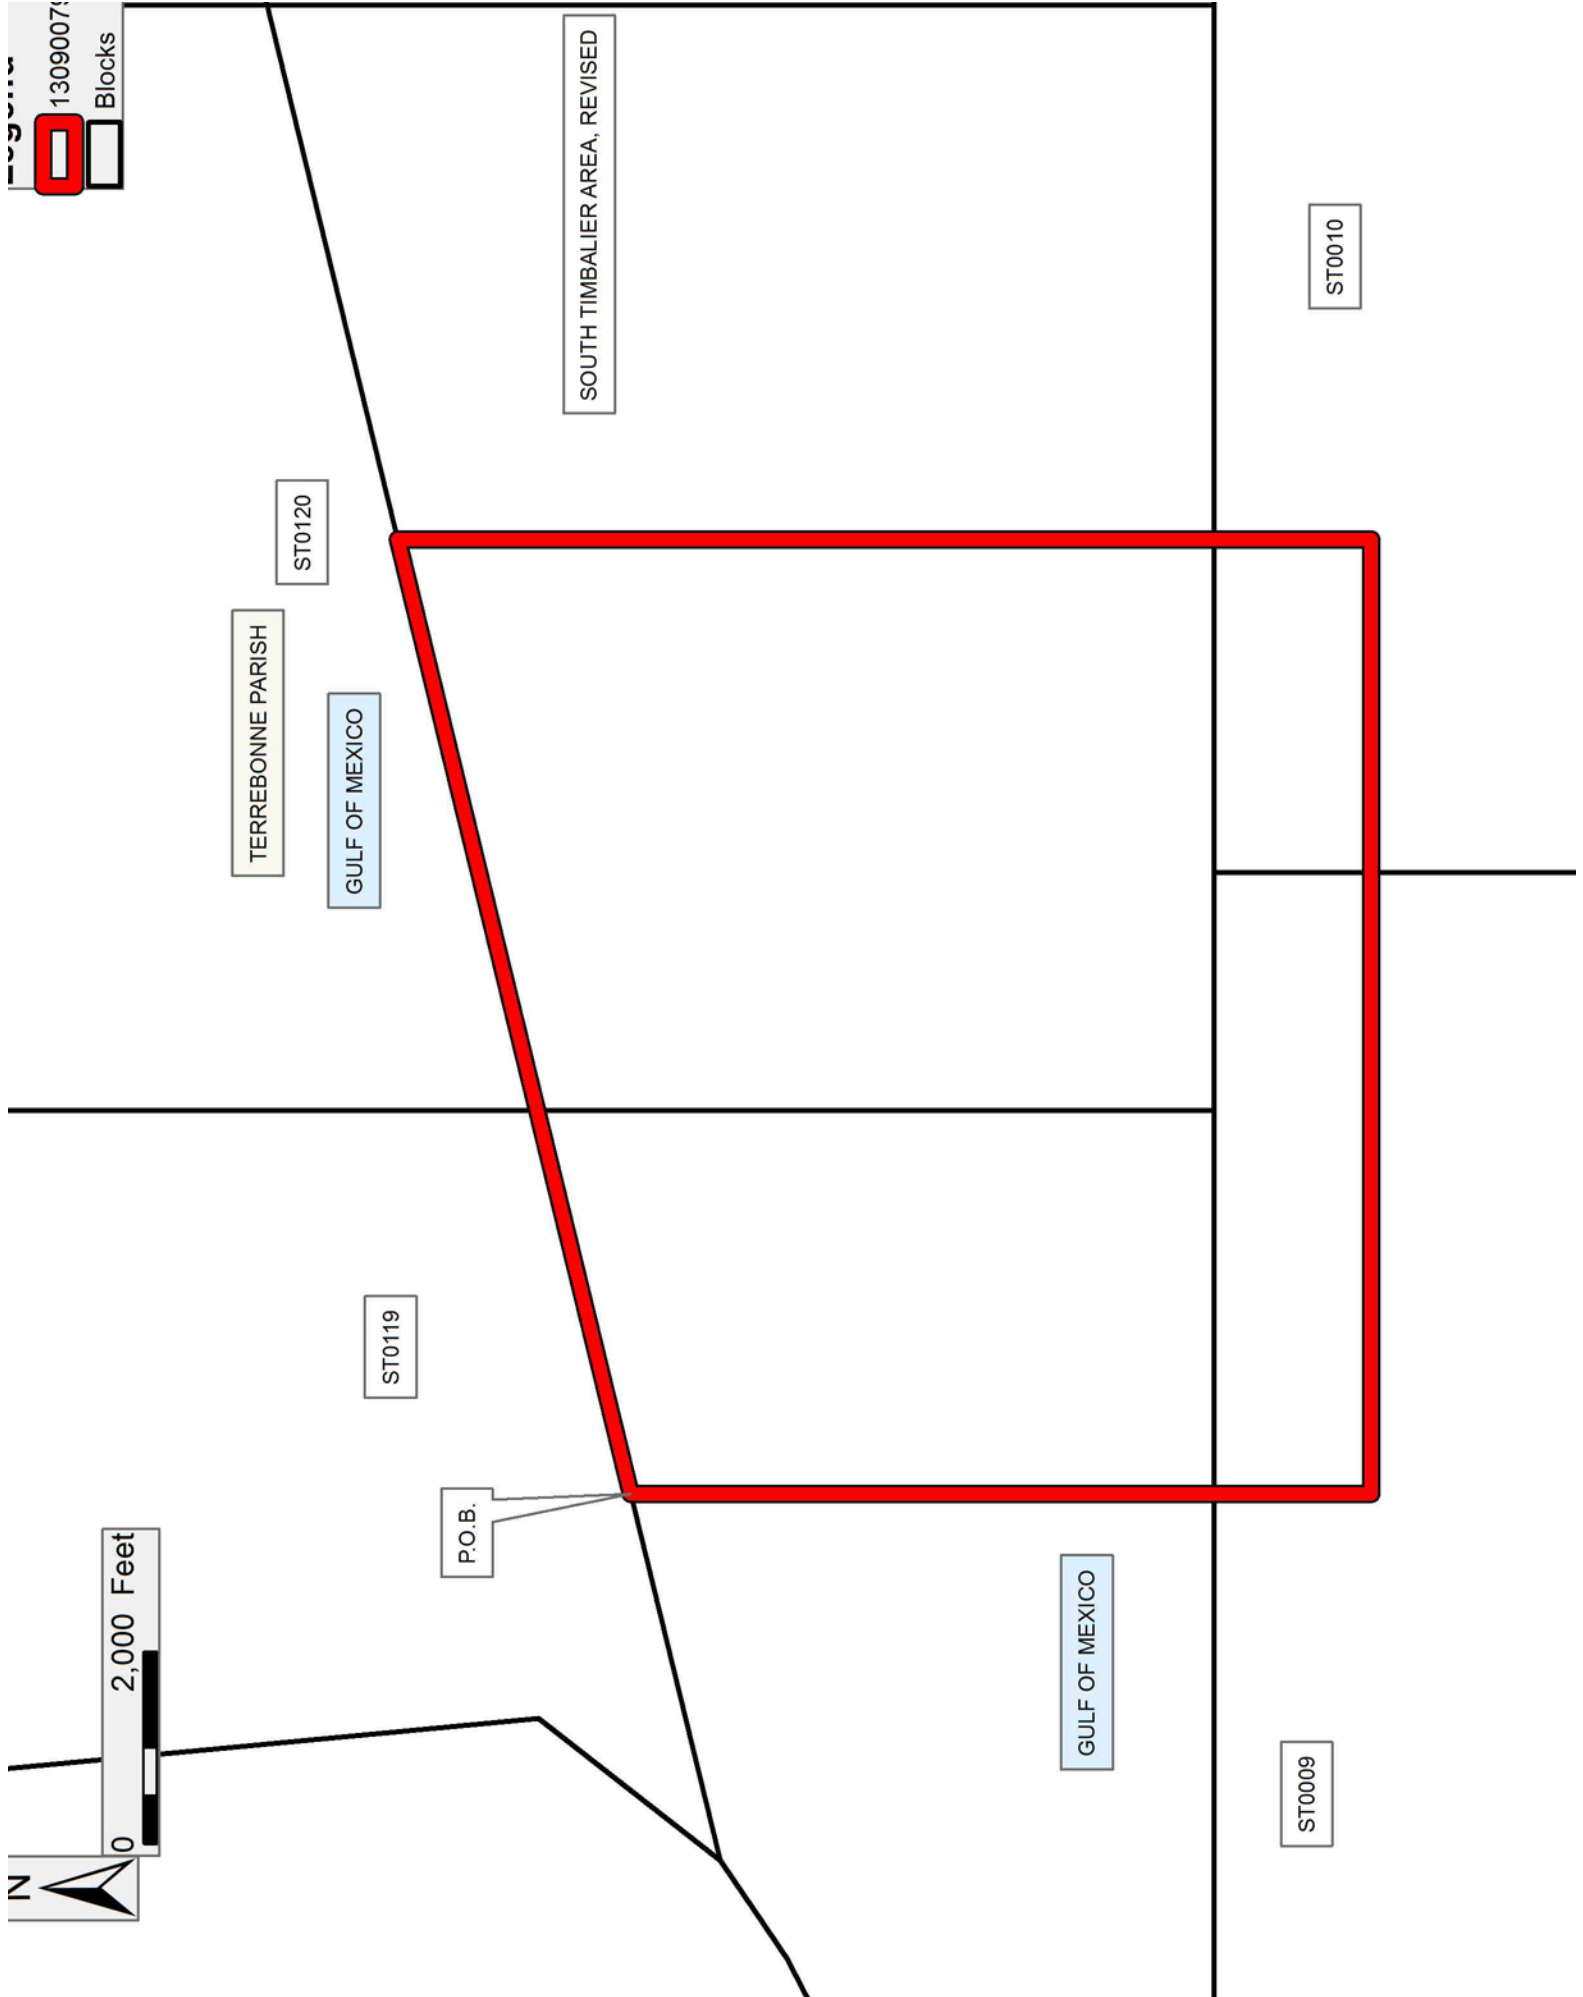 N
Legend
Blocks
0 2,000 Feet
TERREBONNE PARISH
ST0120
GULF OF MEXICO
ST0119
P.O.B.
SOUTH TIMBALIER AREA, REVISED
GULF OF MEXICO
ST0009
ST0010